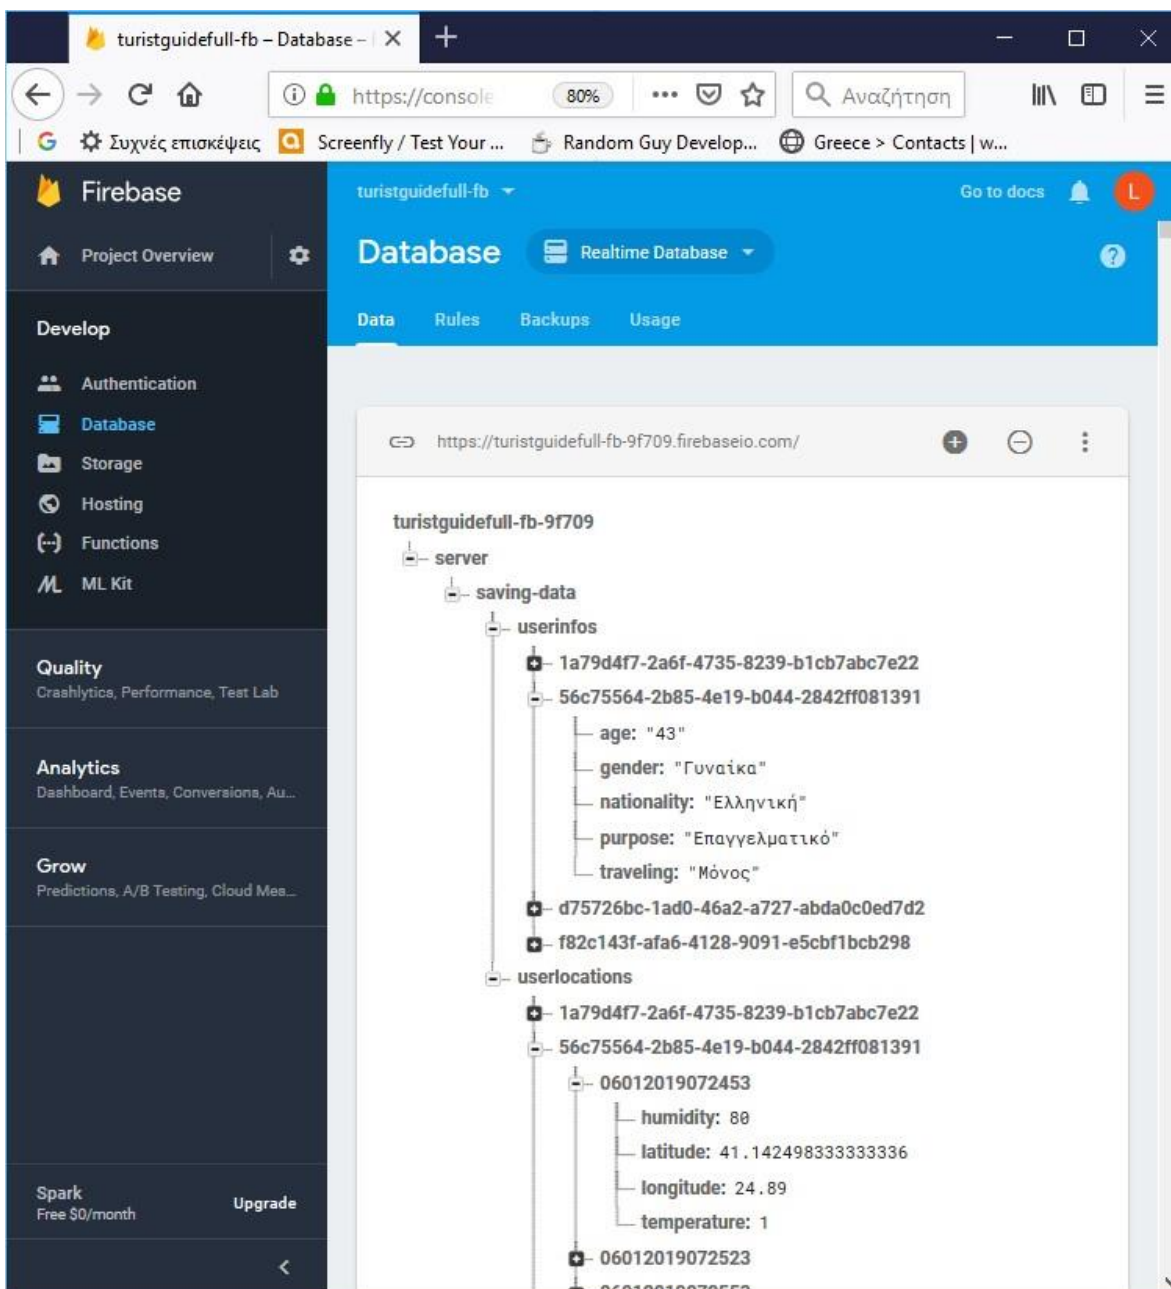 turistguidefull-fb – Database –
https://console 80% Αναζήτηση
Συχνές επισκέψεις Screenfly / Test Your ... Random Guy Develop... Greece > Contacts | w...
Firebase
Project Overview
Develop
Authentication
Database
Storage
Hosting
Functions
ML Kit
Quality
Crashlytics, Performance, Test Lab
Analytics
Dashboard, Events, Conversions, Au...
Grow
Predictions, A/B Testing, Cloud Mes...
Spark
Free $0/month
Upgrade
turistguidefull-fb Go to docs L
Database Realtime Database
Data Rules Backups Usage
https://turistguidefull-fb-9f709.firebaseio.com/
turistguidefull-fb-9f709
server
saving-data
userinfos
1a79d4f7-2a6f-4735-8239-b1cb7abc7e22
56c75564-2b85-4e19-b044-2842ff081391
age: "43"
gender: "Γυναίκα"
nationality: "Ελληνική"
purpose: "Επαγγελματικό"
traveling: "Μόνος"
d75726bc-1ad0-46a2-a727-abda0c0ed7d2
f82c143f-afa6-4128-9091-e5cbf1bcb298
userlocations
1a79d4f7-2a6f-4735-8239-b1cb7abc7e22
56c75564-2b85-4e19-b044-2842ff081391
06012019072453
humidity: 80
latitude: 41.142498333333336
longitude: 24.89
temperature: 1
06012019072523